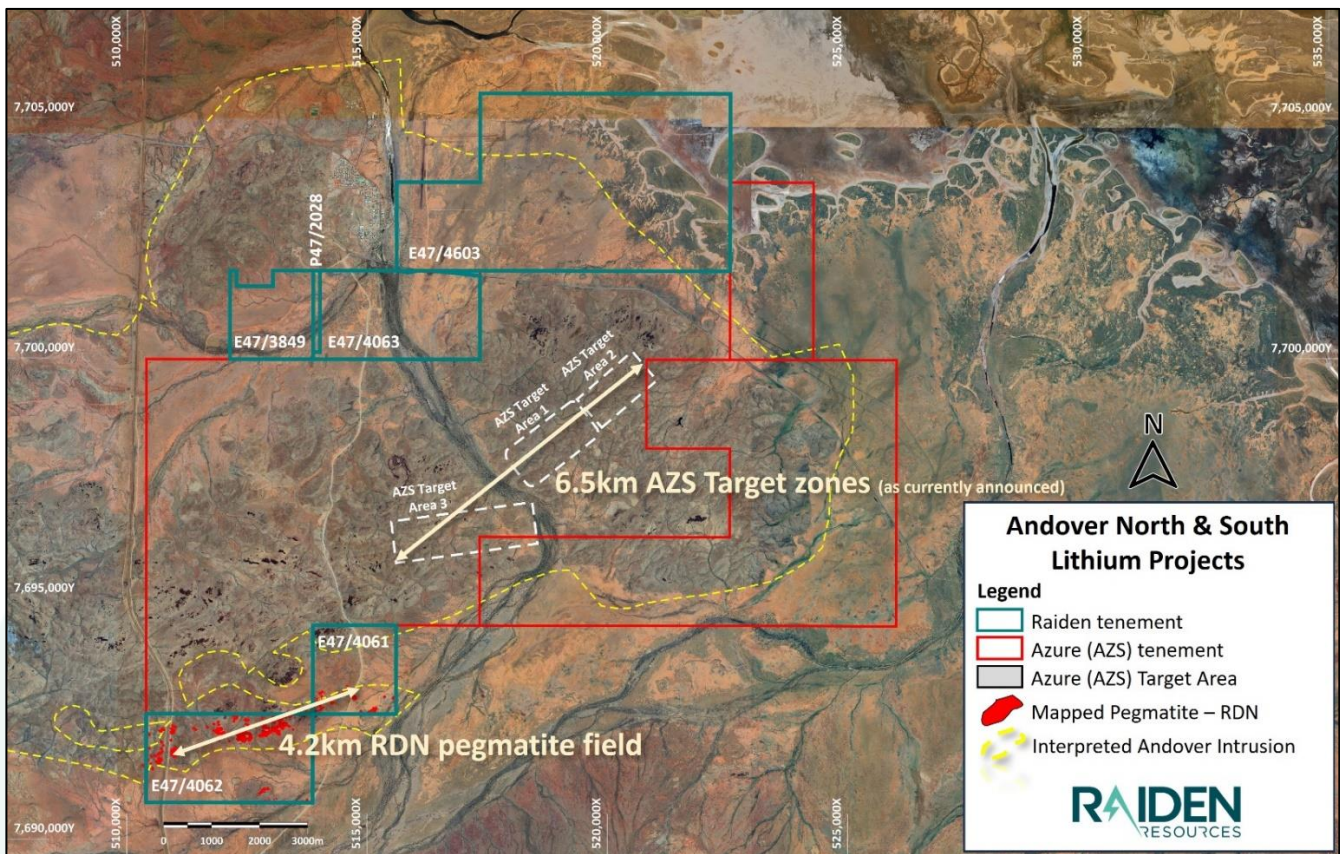 510,000X
515,000X
520,000X
525,000X
530,000X
535,000X
7,705,000Y
7,705,000Y
P47/2028
E47/4603
E47/3849
E47/4063
7,700,000Y
7,700,000Y
AZS Target
Area 2
AZS Target
Area 1
AZS Target
Area 3
6.5km AZS Target zones (as currently announced)
N
7,695,000Y
E47/4061
4.2km RDN pegmatite field
E47/4062
7,690,000Y
510,000X
515,000X
520,000X
525,000X
0 1000 2000 3000m
Andover North & South
Lithium Projects
Legend
Raiden tenement
Azure (AZS) tenement
Azure (AZS) Target Area
Mapped Pegmatite – RDN
Interpreted Andover Intrusion
RAIDEN
RESOURCES